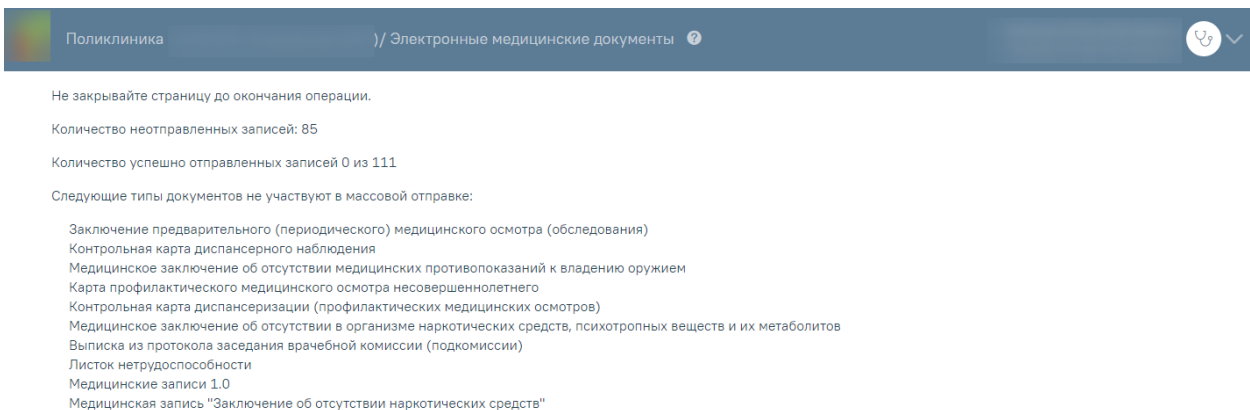 Поликлиника )/ Электронные медицинские документы ?
Не закрывайте страницу до окончания операции.
Количество неотправленных записей: 85
Количество успешно отправленных записей 0 из 111
Следующие типы документов не участвуют в массовой отправке:
Заключение предварительного (периодического) медицинского осмотра (обследования)
Контрольная карта диспансерного наблюдения
Медицинское заключение об отсутствии медицинских противопоказаний к владению оружием
Карта профилактического медицинского осмотра несовершеннолетнего
Контрольная карта диспансеризации (профилактических медицинских осмотров)
Медицинское заключение об отсутствии в организме наркотических средств, психотропных веществ и их метаболитов
Выписка из протокола заседания врачебной комиссии (подкомиссии)
Листок нетрудоспособности
Медицинские записи 1.0
Медицинская запись "Заключение об отсутствии наркотических средств"